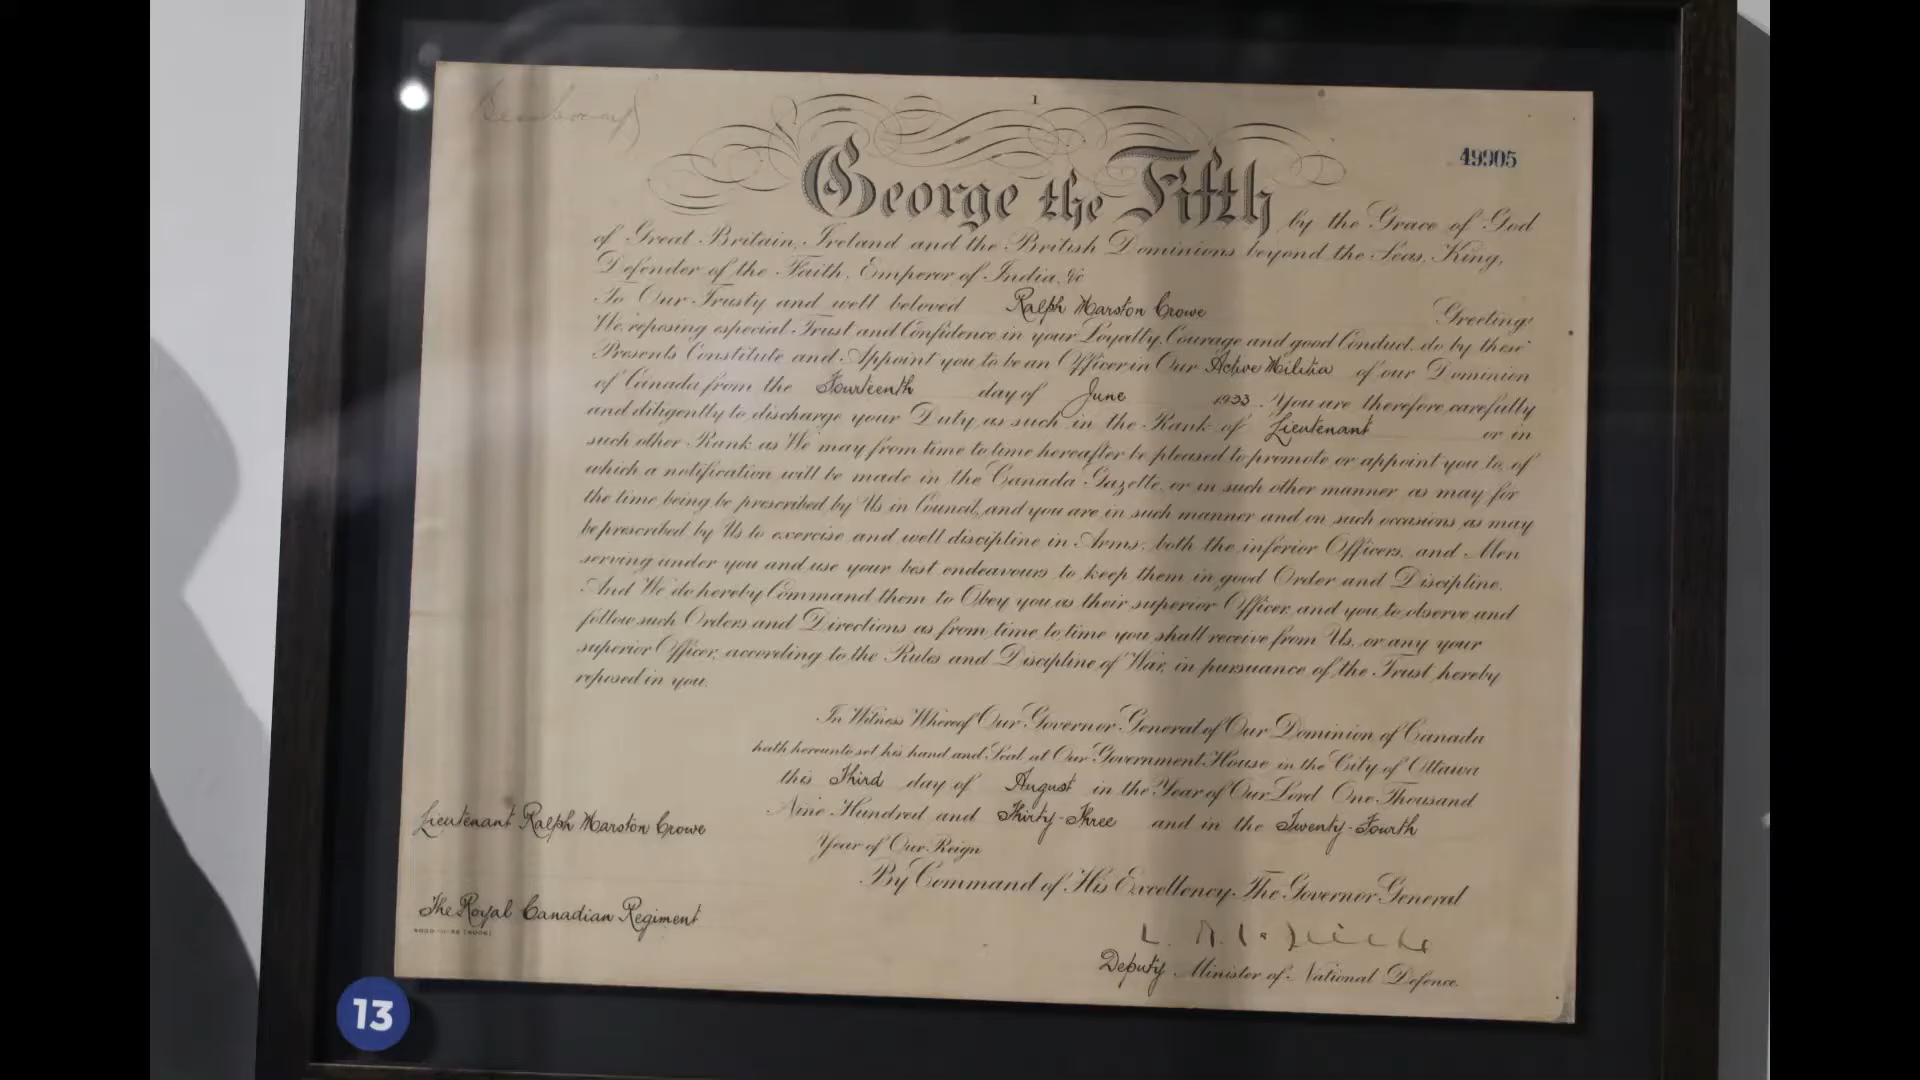 1
49905
George the Fifth by the Grace of God
of Great Britain, Ireland and the British Dominions beyond the Seas, King,
Defender of the Faith, Emperor of India, &c
To Our Trusty and well beloved Ralph Marston Crowe Greeting:
We, reposing especial Trust and Confidence in your Loyalty, Courage and good Conduct, do by these
Presents Constitute and Appoint you to be an Officer in Our Active Militia of our Dominion
of Canada from the Fourteenth day of June 1933. You are therefore carefully
and diligently to discharge your Duty as such in the Rank of Lieutenant or in
such other Rank as We may from time to time hereafter be pleased to promote or appoint you to, of
which a notification will be made in the Canada Gazette, or in such other manner as may for
the time being be prescribed by Us in Council, and you are in such manner and on such occasions as may
be prescribed by Us to exercise and well discipline in Arms, both the inferior Officers and Men
serving under you and use your best endeavours to keep them in good Order and Discipline.
And We do hereby Command them to Obey you as their superior Officer, and you to observe and
follow such Orders and Directions as from time to time you shall receive from Us, or any your
superior Officer, according to the Rules and Discipline of War, in pursuance of the Trust hereby
reposed in you.
In Witness Whereof Our Governor General of Our Dominion of Canada
hath hereunto set his hand and Seal at Our Government House in the City of Ottawa
this Third day of August in the Year of Our Lord One Thousand
Nine Hundred and Thirty-Three and in the Twenty-Fourth
Year of Our Reign
By Command of His Excellency The Governor General
Deputy Minister of National Defence.
Lieutenant Ralph Marston Crowe
The Royal Canadian Regiment
13